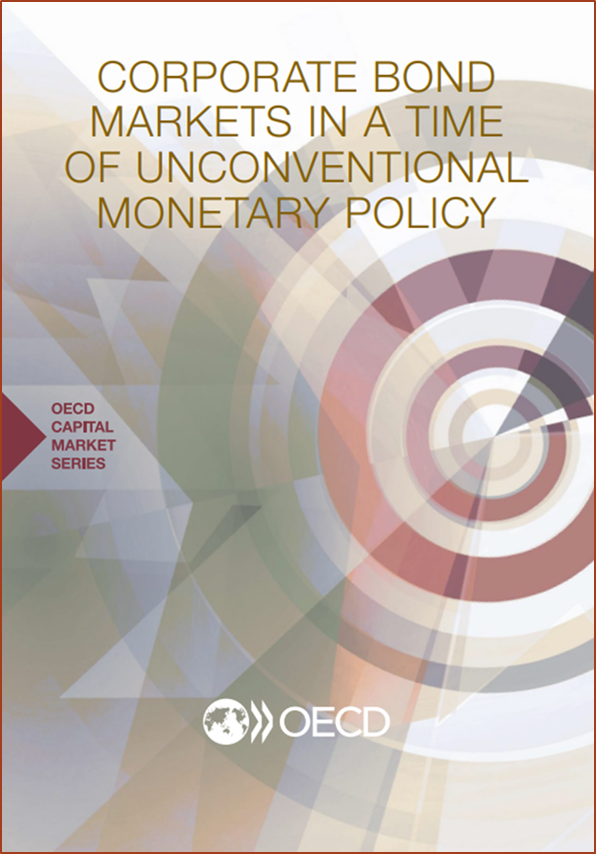 CORPORATE BOND
MARKETS IN A TIME
OF UNCONVENTIONAL
MONETARY POLICY
OECD
CAPITAL
MARKET
SERIES
OECD